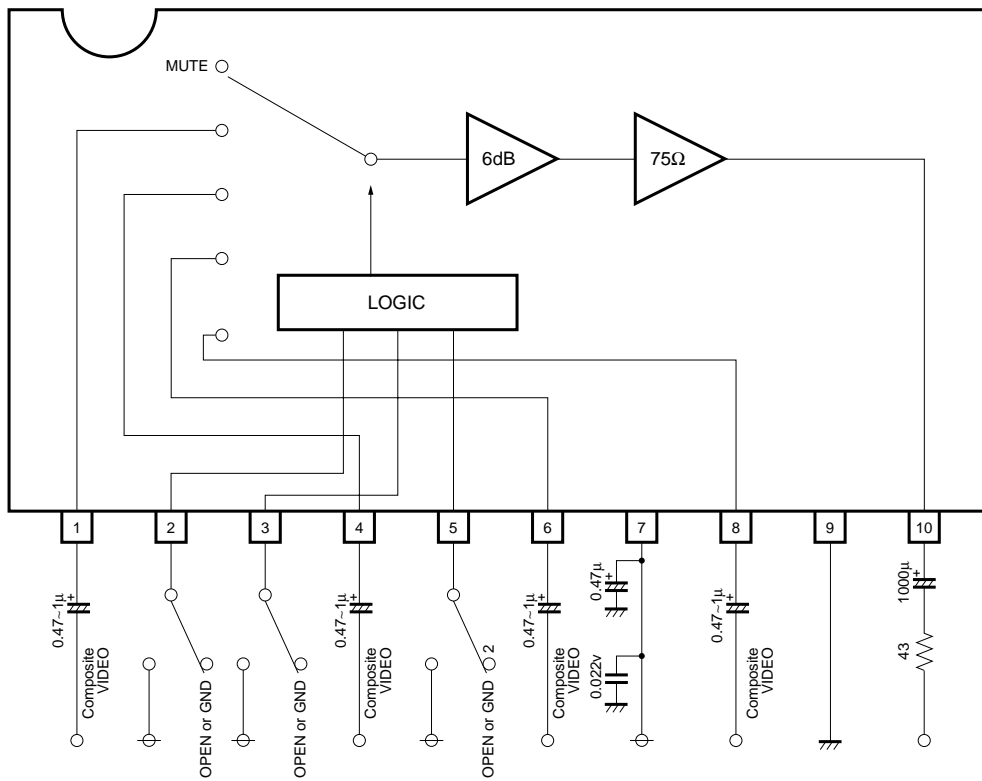 MUTE
6dB
75Ω
LOGIC
1
2
3
4
5
6
7
8
9
10
0.47~1μ
+
Composite
VIDEO
OPEN or GND
OPEN or GND
0.47~1μ
+
Composite
VIDEO
OPEN or GND
2
0.47~1μ
+
Composite
VIDEO
0.47μ
+
0.022v
0.47~1μ
+
Composite
VIDEO
1000μ
+
43